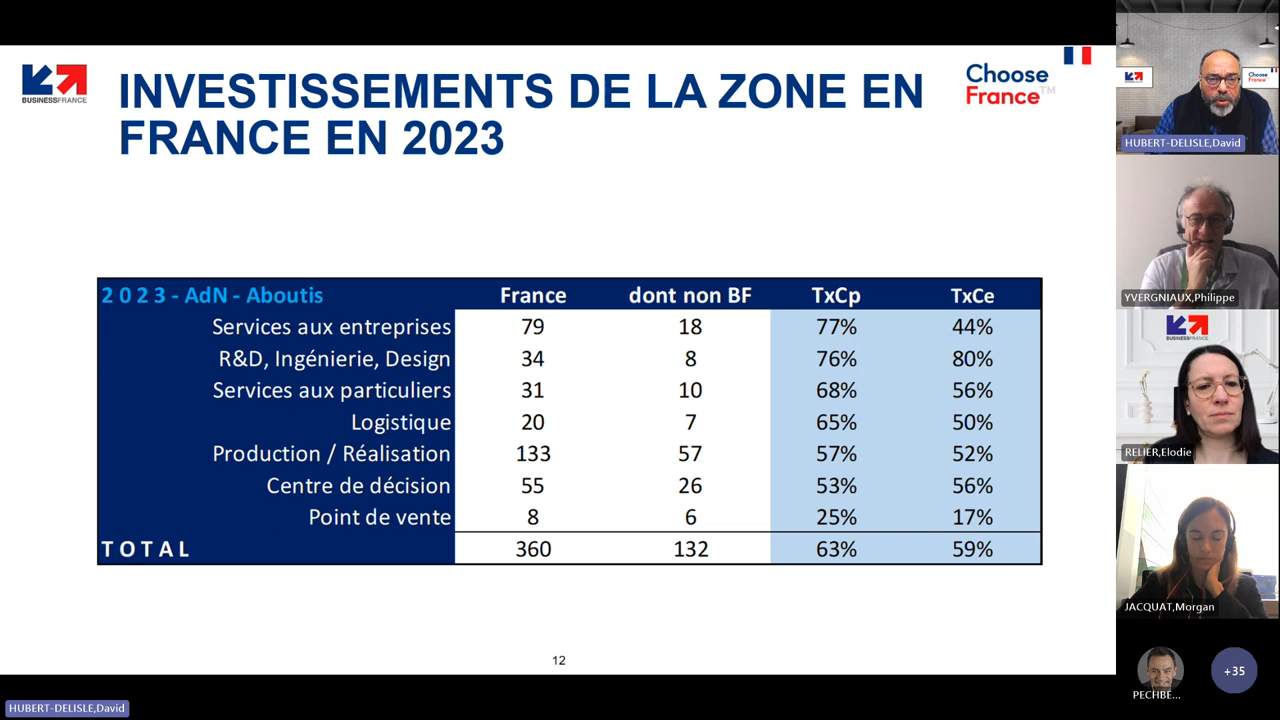 BUSINESSFRANCE
INVESTISSEMENTS DE LA ZONE EN
FRANCE EN 2023
Choose
France™
2 0 2 3 - AdN - Aboutis France dont non BF TxCp TxCe
Services aux entreprises 79 18 77% 44%
R&D, Ingénierie, Design 34 8 76% 80%
Services aux particuliers 31 10 68% 56%
Logistique 20 7 65% 50%
Production / Réalisation 133 57 57% 52%
Centre de décision 55 26 53% 56%
Point de vente 8 6 25% 17%
T O T A L 360 132 63% 59%
12
HUBERT-DELISLE,David
Choose
France
HUBERT-DELISLE,David
YVERGNIAUX,Philippe
BUSINESSFRANCE
RELIER,Elodie
JACQUAT,Morgan
PECHBE...
+35